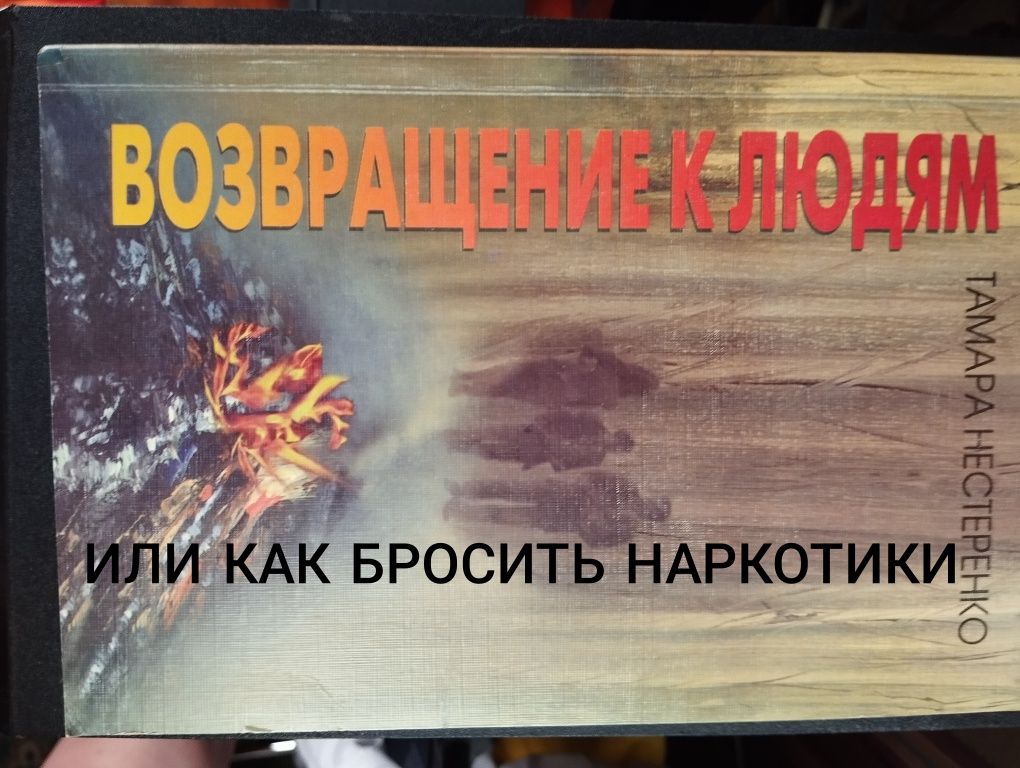 ВОЗВРАЩЕНИЕ К ЛЮДЯМ
ТАМАРА НЕСТЕРЕНКО
ИЛИ КАК БРОСИТЬ НАРКОТИКИ